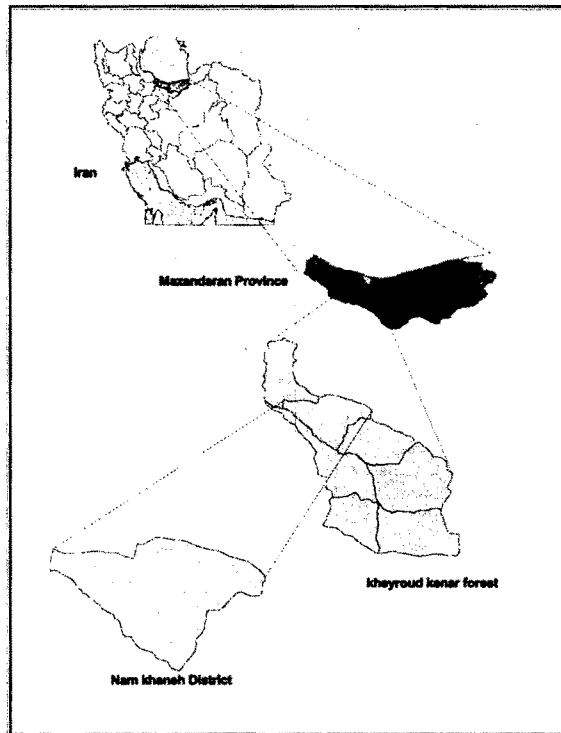 Iran
Mazandaran Province
kheyroud kenar forest
Nam khaneh District